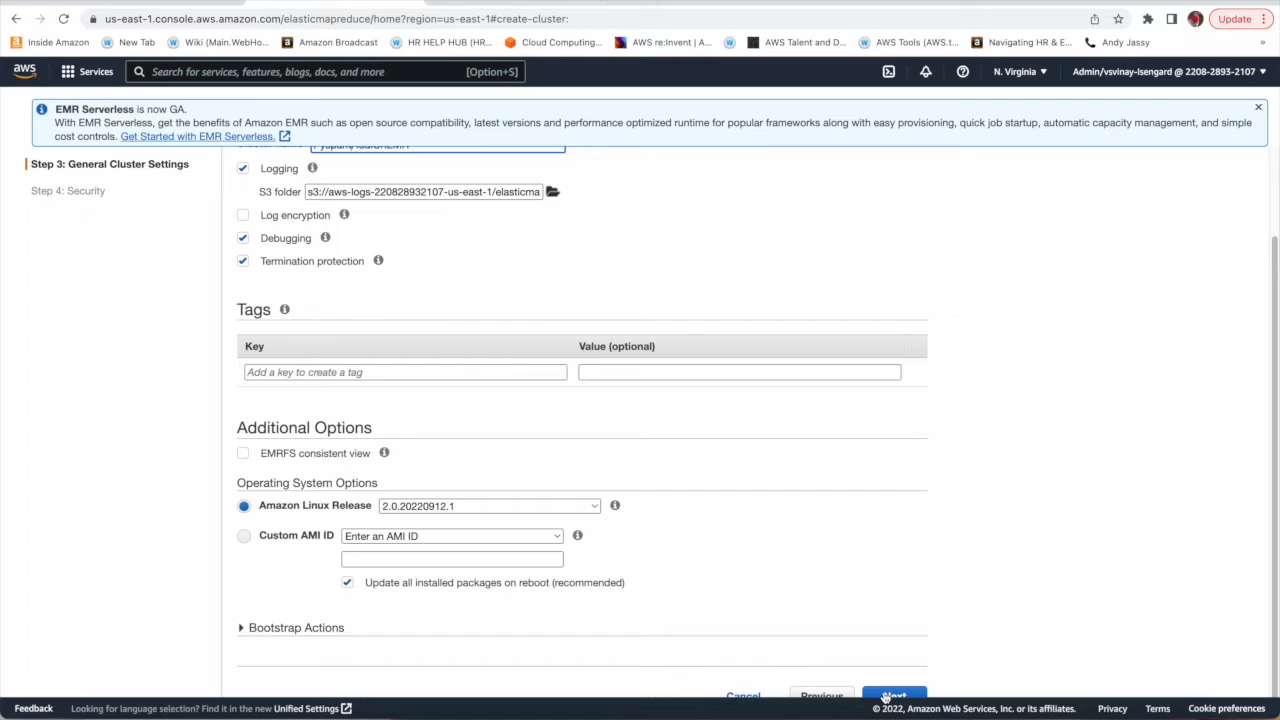 us-east-1.console.aws.amazon.com/elasticmapreduce/home?region=us-east-1#create-cluster:
Update
Inside Amazon
New Tab
Wiki (Main.WebHo...
Amazon Broadcast
HR HELP HUB (HR...
Cloud Computing...
AWS re:Invent | A...
AWS Talent and D...
AWS Tools (AWS.t...
Navigating HR & E...
Andy Jassy
»
aws
Services
Search for services, features, blogs, docs, and more
[Option+S]
N. Virginia
Admin/vsvinay-Isengard @ 2208-2893-2107
EMR Serverless is now GA.
With EMR Serverless, get the benefits of Amazon EMR such as open source compatibility, latest versions and performance optimized runtime for popular frameworks along with easy provisioning, quick job startup, automatic capacity management, and simple
cost controls. Get Started with EMR Serverless.
Step 3: General Cluster Settings
Step 4: Security
Logging
S3 folder
s3://aws-logs-220828932107-us-east-1/elasticma
Log encryption
Debugging
Termination protection
Tags
Key
Value (optional)
Add a key to create a tag
Additional Options
EMRFS consistent view
Operating System Options
Amazon Linux Release
2.0.20220912.1
Custom AMI ID
Enter an AMI ID
Update all installed packages on reboot (recommended)
Bootstrap Actions
Cancel
Previous
Next
Feedback
Looking for language selection? Find it in the new Unified Settings
© 2022, Amazon Web Services, Inc. or its affiliates.
Privacy
Terms
Cookie preferences